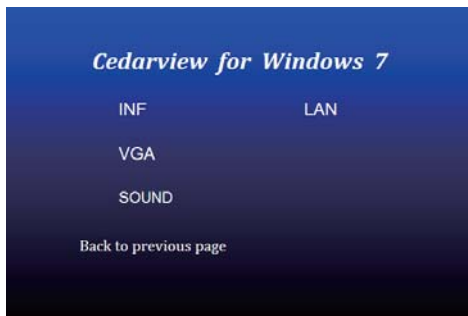 Cedarview for Windows 7
INF LAN
VGA
SOUND
Back to previous page